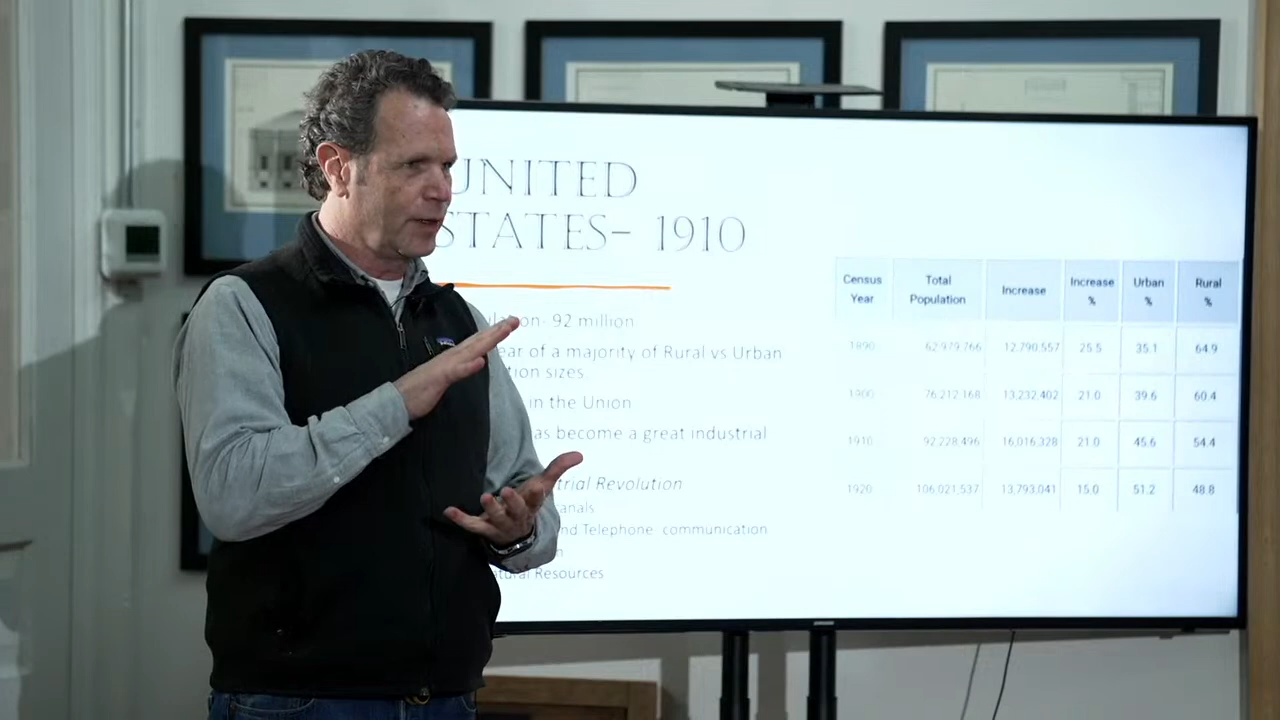 UNITED
STATES- 1910
92 million
ear of a majority of Rural vs Urban
tion sizes
in the Union
as become a great industrial
trial Revolution
anals
nd Telephone communication
n
Resources
Census Year Total Population Increase Increase % Urban % Rural %
1890 62,979,766 12,790,557 25.5 35.1 64.9
1900 76,212,168 13,232,402 21.0 39.6 60.4
1910 92,228,496 16,016,328 21.0 45.6 54.4
1920 106,021,537 13,793,041 15.0 51.2 48.8